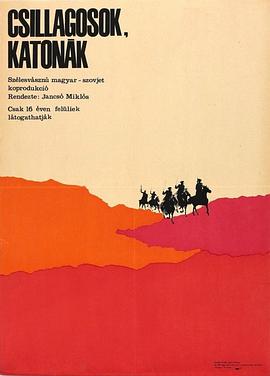 CSILLAGOSOK,
KATONÁK
Szélesvásznú magyar-szovjet
koprodukció
Rendezte: Jancsó Miklós
Csak 16 éven felüliek
látogathatják